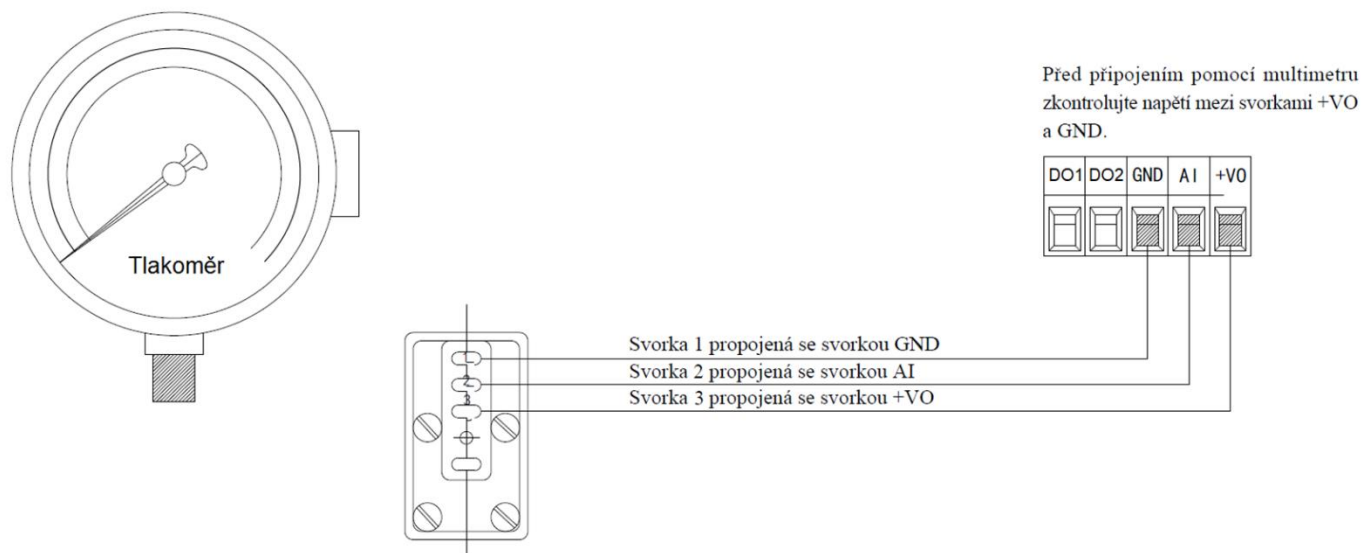 Před připojením pomocí multimetru
zkontrolujte napětí mezi svorkami +VO
a GND.
DO1 DO2 GND AI +VO
Tlakoměr
1
Svorka 1 propojená se svorkou GND
2
Svorka 2 propojená se svorkou AI
3
Svorka 3 propojená se svorkou +VO